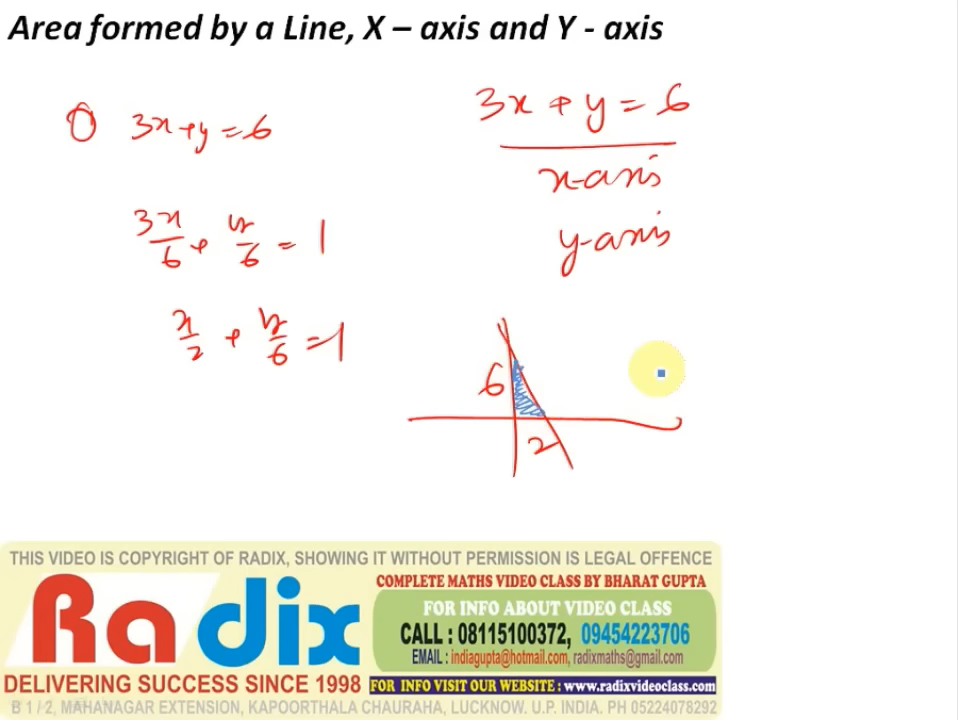 Area formed by a Line, X – axis and Y - axis
① 3x+y=6
3x + y = 6
x-axis
y-axis
3x/6 + y/6 = 1
x/2 + y/6 = 1
6
2
THIS VIDEO IS COPYRIGHT OF RADIX, SHOWING IT WITHOUT PERMISSION IS LEGAL OFFENCE
Radix
DELIVERING SUCCESS SINCE 1998
COMPLETE MATHS VIDEO CLASS BY BHARAT GUPTA
FOR INFO ABOUT VIDEO CLASS
CALL : 08115100372, 09454223706
EMAIL : indiagupta@hotmail.com, radixmaths@gmail.com
FOR INFO VISIT OUR WEBSITE : www.radixvideoclass.com
B 1 / 2, MAHANAGAR EXTENSION, KAPOORTHALA CHAURAHA, LUCKNOW. U.P. INDIA. PH 05224078292